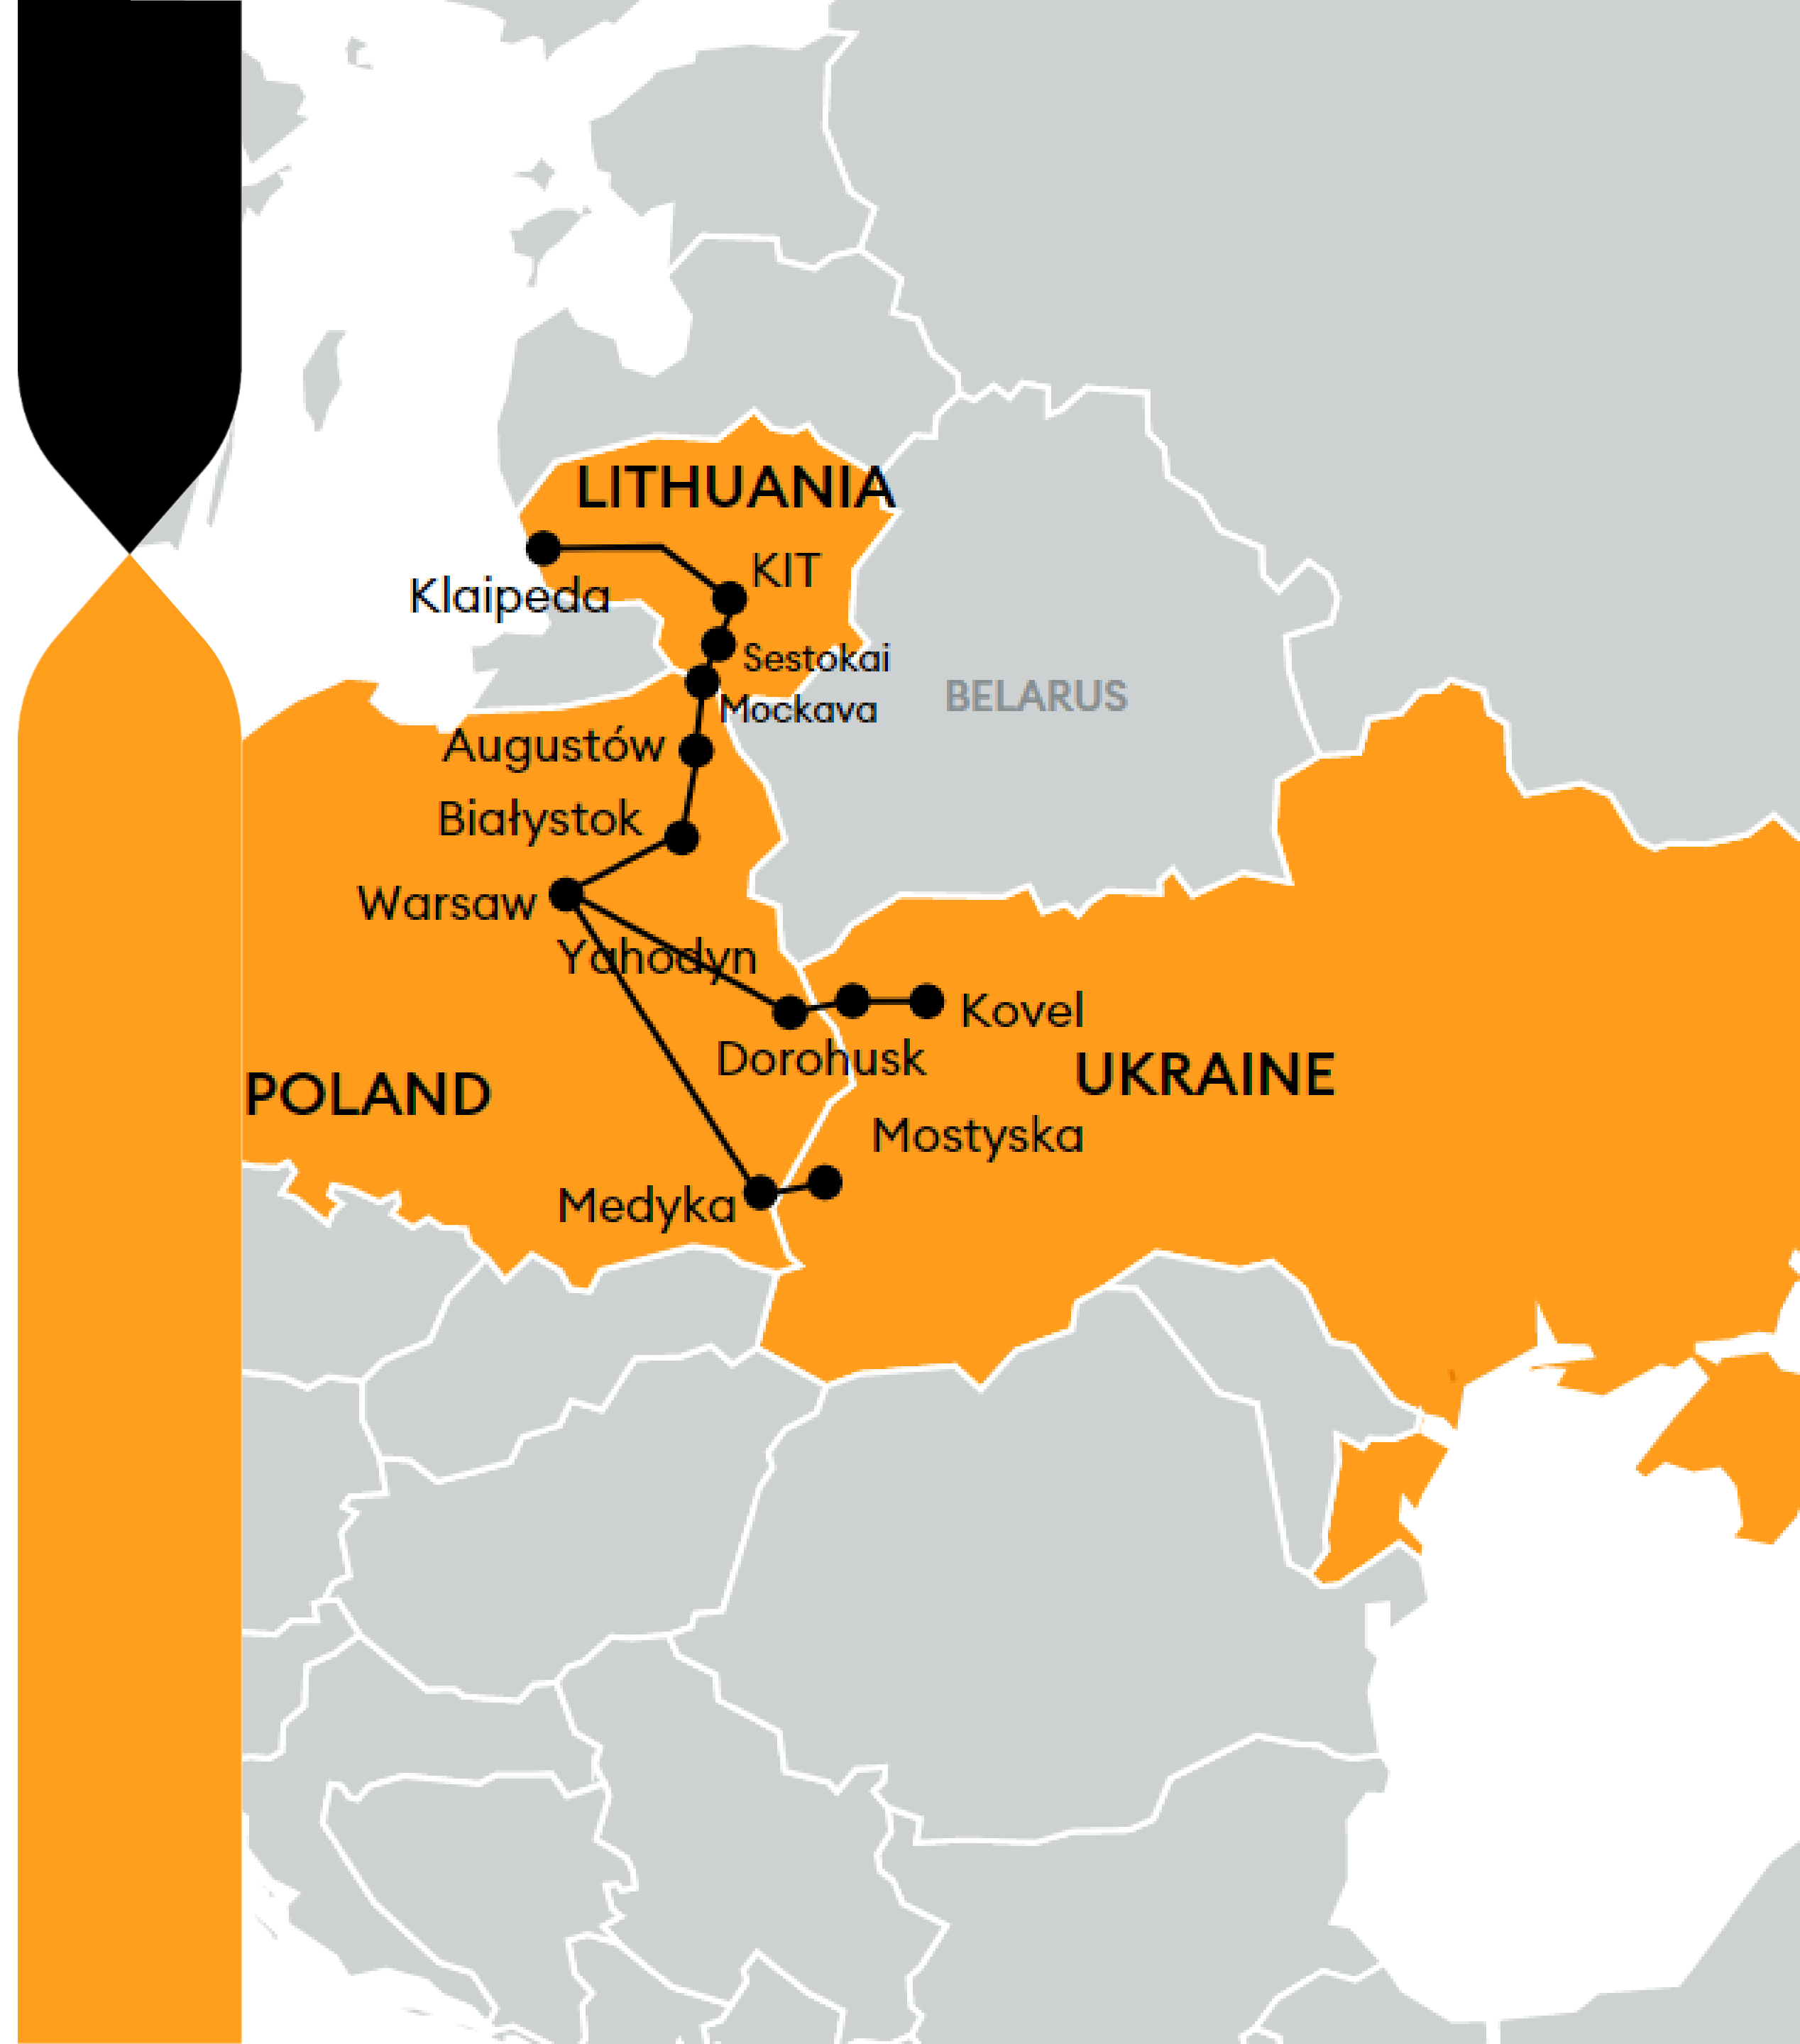 LITHUANIA
KIT
Klaipeda
Sestokai
BELARUS
Mockava
Augustów
Białystok
Warsaw
Yahodyn
Kovel
Dorohusk
UKRAINE
POLAND
Mostyska
Medyka